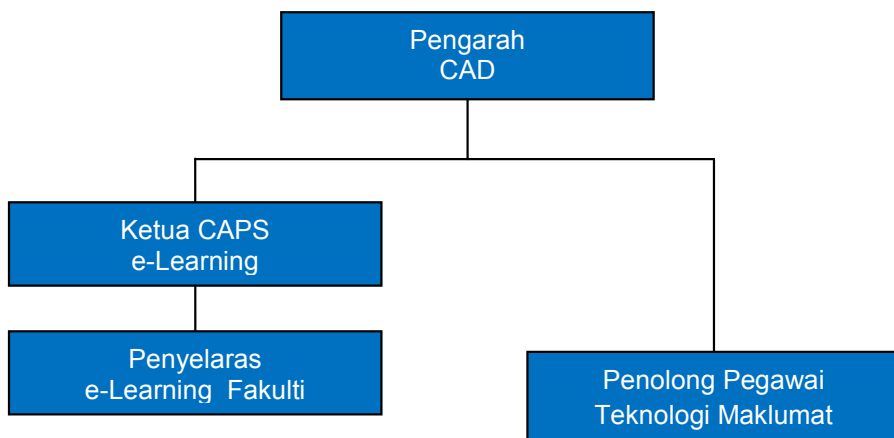 Pengarah
CAD
Ketua CAPS
e-Learning
Penyelaras
e-Learning Fakulti
Penolong Pegawai
Teknologi Maklumat